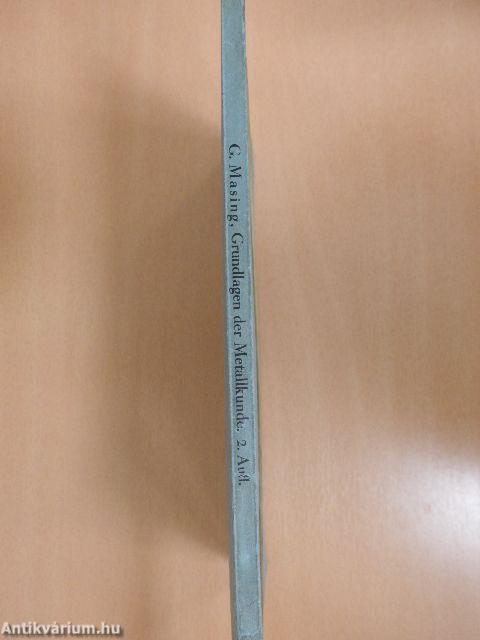 G. Masing, Grundlagen der Metallkunde. 2. Aufl.
Antikvárium.hu